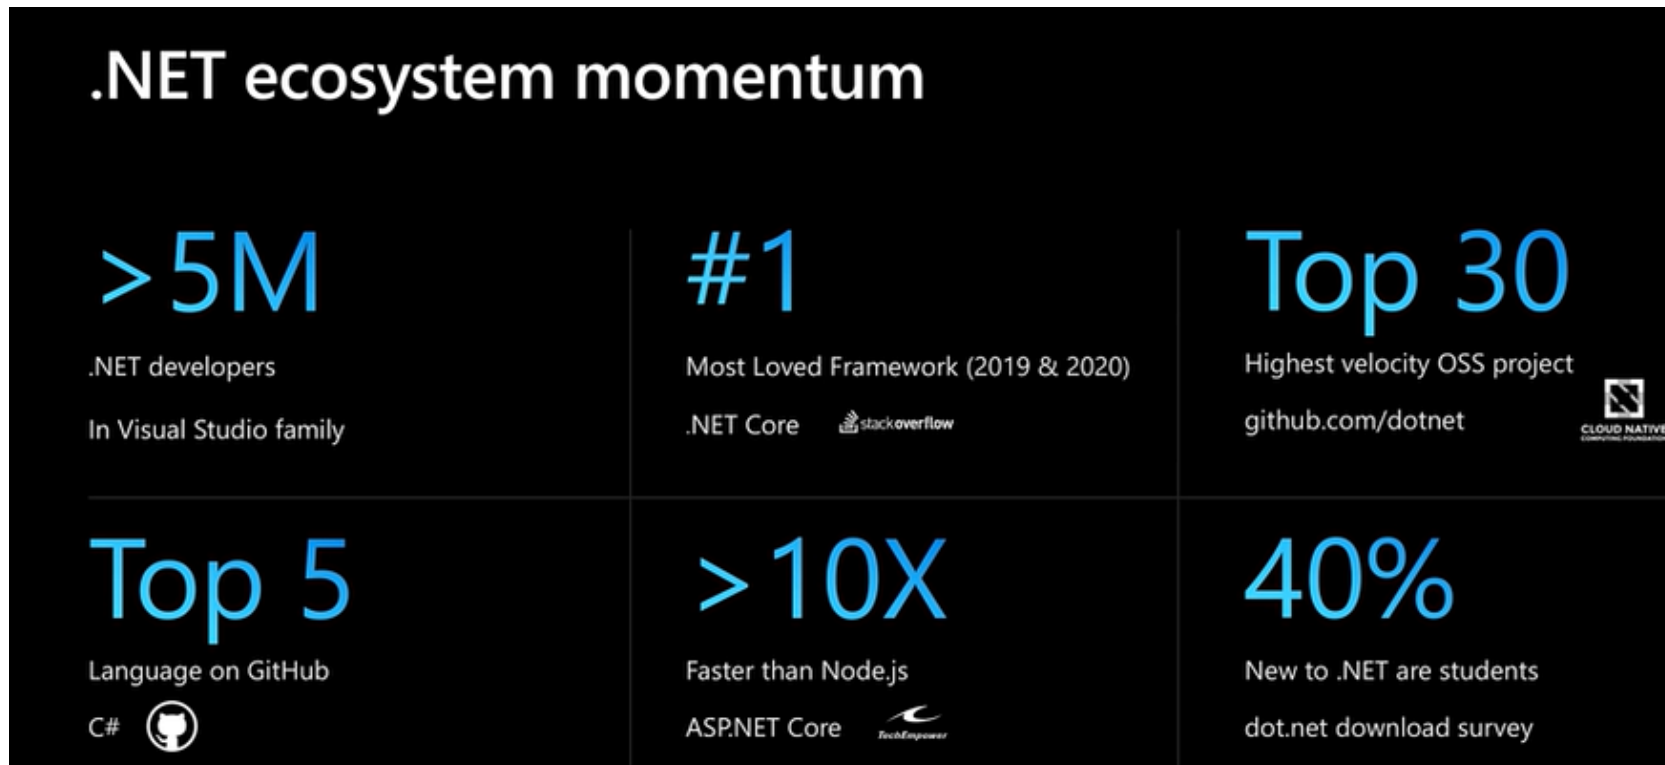 .NET ecosystem momentum
>5M
.NET developers
In Visual Studio family
#1
Most Loved Framework (2019 & 2020)
.NET Core
stackoverflow
Top 30
Highest velocity OSS project
github.com/dotnet
CLOUD NATIVE
COMPUTING FOUNDATION
Top 5
Language on GitHub
C#
>10X
Faster than Node.js
ASP.NET Core
TechEmpower
40%
New to .NET are students
dot.net download survey